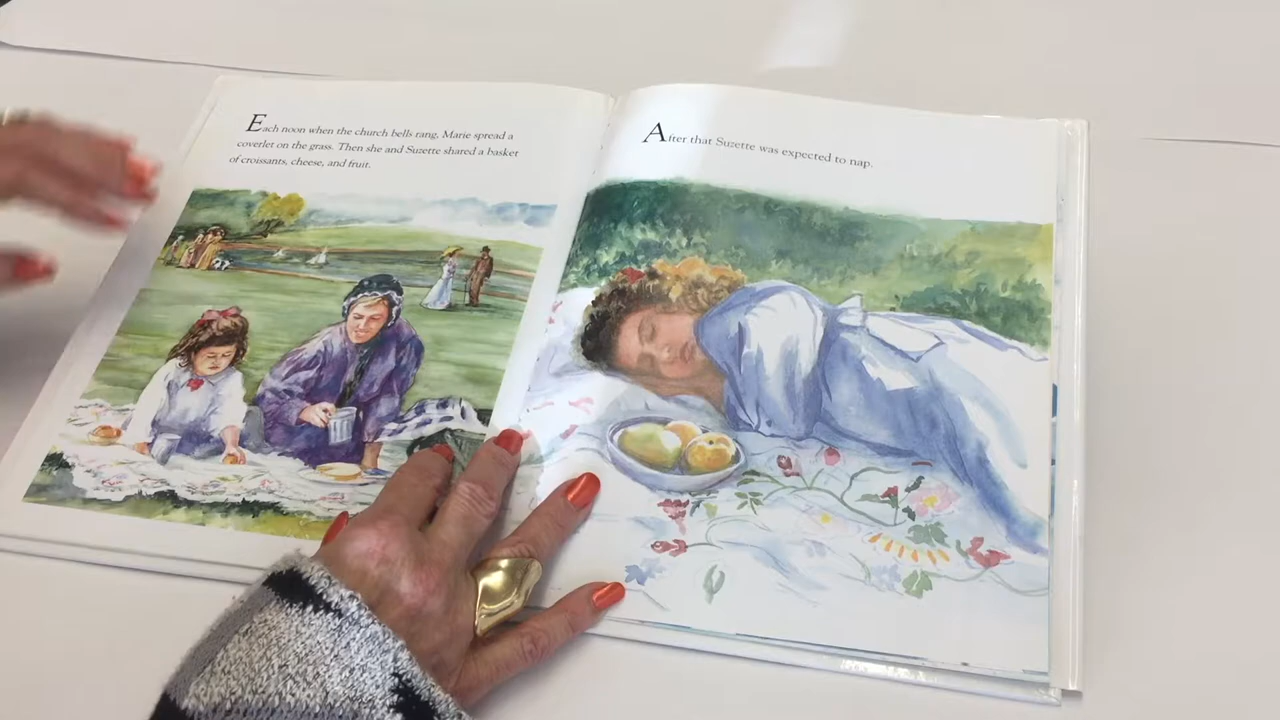 Each noon when the church bells rang, Marie spread a
coverlet on the grass. Then she and Suzette shared a basket
of croissants, cheese, and fruit.
After that Suzette was expected to nap.